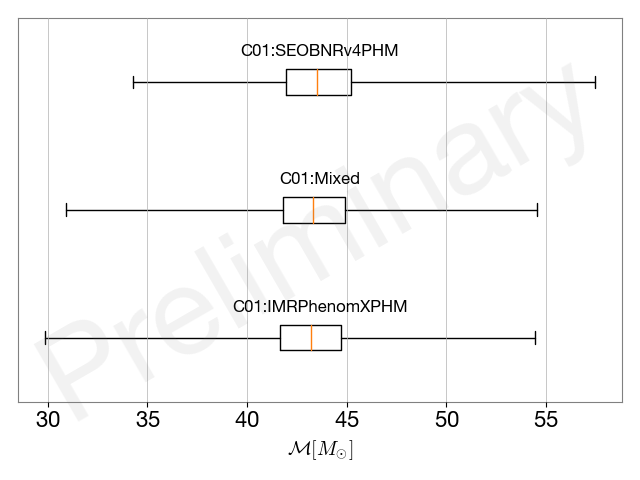 C01:SEOBNRv4PHM
C01:Mixed
C01:IMRPhenomXPHM
Preliminary
30 35 40 45 50 55
ℳ[M⊙]